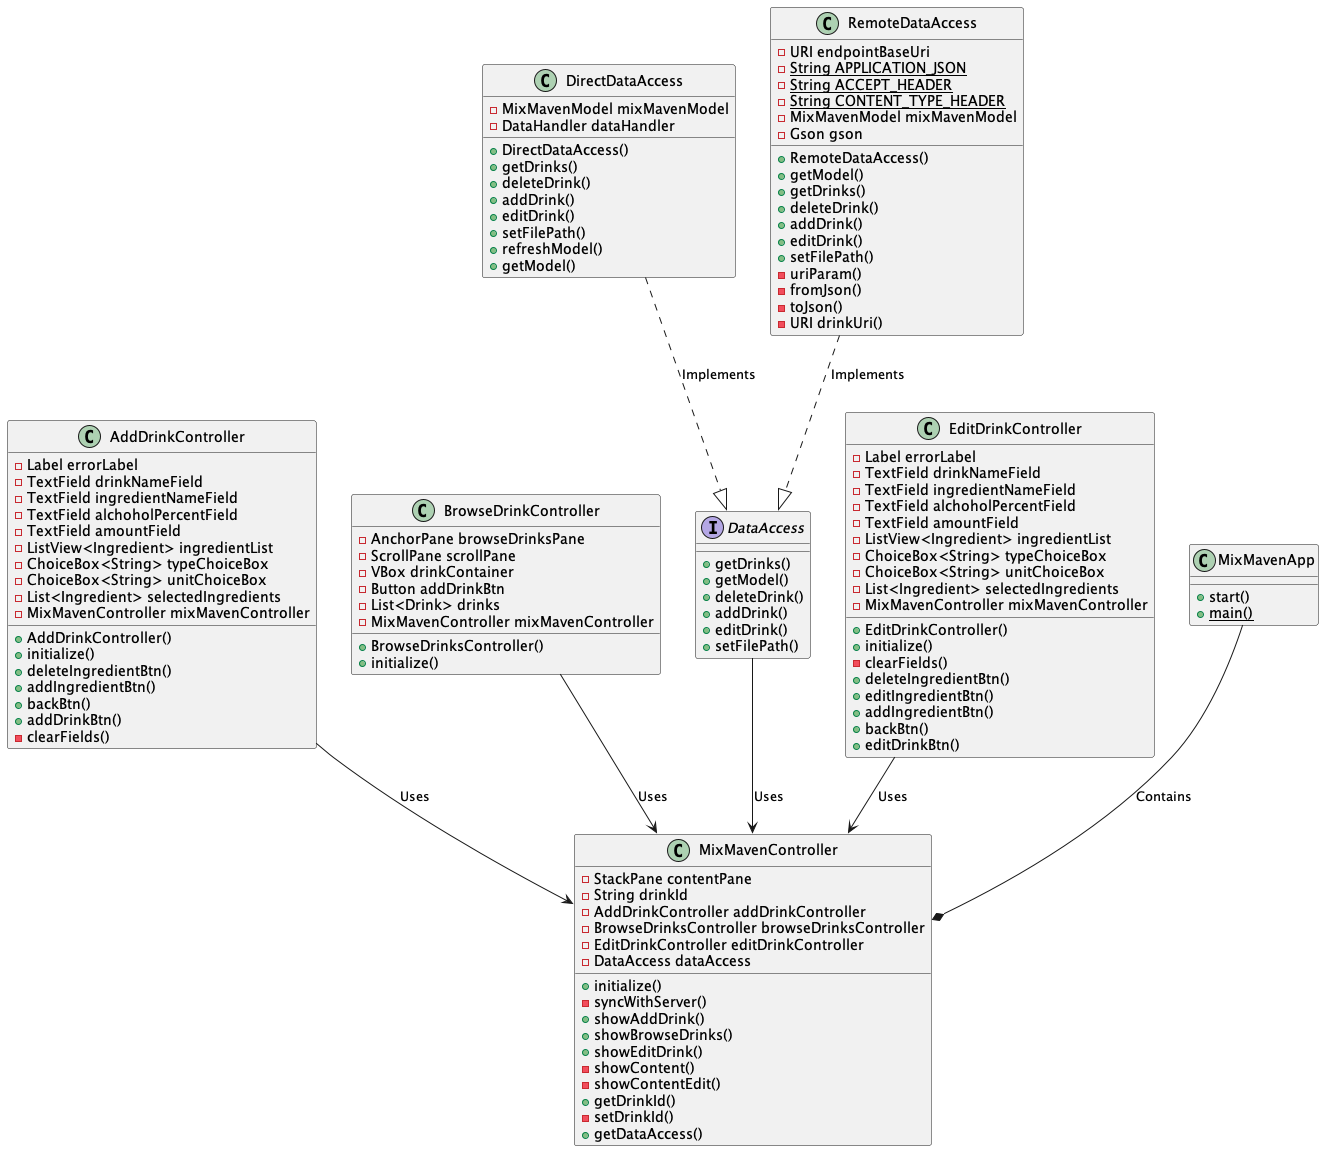 C RemoteDataAccess
URI endpointBaseUri
String APPLICATION_JSON
String ACCEPT_HEADER
String CONTENT_TYPE_HEADER
MixMavenModel mixMavenModel
Gson gson
RemoteDataAccess()
getModel()
getDrinks()
deleteDrink()
addDrink()
editDrink()
setFilePath()
uriParam()
fromJson()
toJson()
URI drinkUri()
C DirectDataAccess
MixMavenModel mixMavenModel
DataHandler dataHandler
DirectDataAccess()
getDrinks()
deleteDrink()
addDrink()
editDrink()
setFilePath()
refreshModel()
getModel()
Implements
Implements
C AddDrinkController
Label errorLabel
TextField drinkNameField
TextField ingredientNameField
TextField alchoholPercentField
TextField amountField
ListView<Ingredient> ingredientList
ChoiceBox<String> typeChoiceBox
ChoiceBox<String> unitChoiceBox
List<Ingredient> selectedIngredients
MixMavenController mixMavenController
AddDrinkController()
initialize()
deleteIngredientBtn()
addIngredientBtn()
backBtn()
addDrinkBtn()
clearFields()
C BrowseDrinkController
AnchorPane browseDrinksPane
ScrollPane scrollPane
VBox drinkContainer
Button addDrinkBtn
List<Drink> drinks
MixMavenController mixMavenController
BrowseDrinksController()
initialize()
I DataAccess
getDrinks()
getModel()
deleteDrink()
addDrink()
editDrink()
setFilePath()
C EditDrinkController
Label errorLabel
TextField drinkNameField
TextField ingredientNameField
TextField alchoholPercentField
TextField amountField
ListView<Ingredient> ingredientList
ChoiceBox<String> typeChoiceBox
ChoiceBox<String> unitChoiceBox
List<Ingredient> selectedIngredients
MixMavenController mixMavenController
EditDrinkController()
initialize()
clearFields()
deleteIngredientBtn()
editIngredientBtn()
addIngredientBtn()
backBtn()
editDrinkBtn()
C MixMavenApp
start()
main()
Uses
Uses
Uses
Uses
Contains
C MixMavenController
StackPane contentPane
String drinkId
AddDrinkController addDrinkController
BrowseDrinksController browseDrinksController
EditDrinkController editDrinkController
DataAccess dataAccess
initialize()
syncWithServer()
showAddDrink()
showBrowseDrinks()
showEditDrink()
showContent()
showContentEdit()
getDrinkId()
setDrinkId()
getDataAccess()